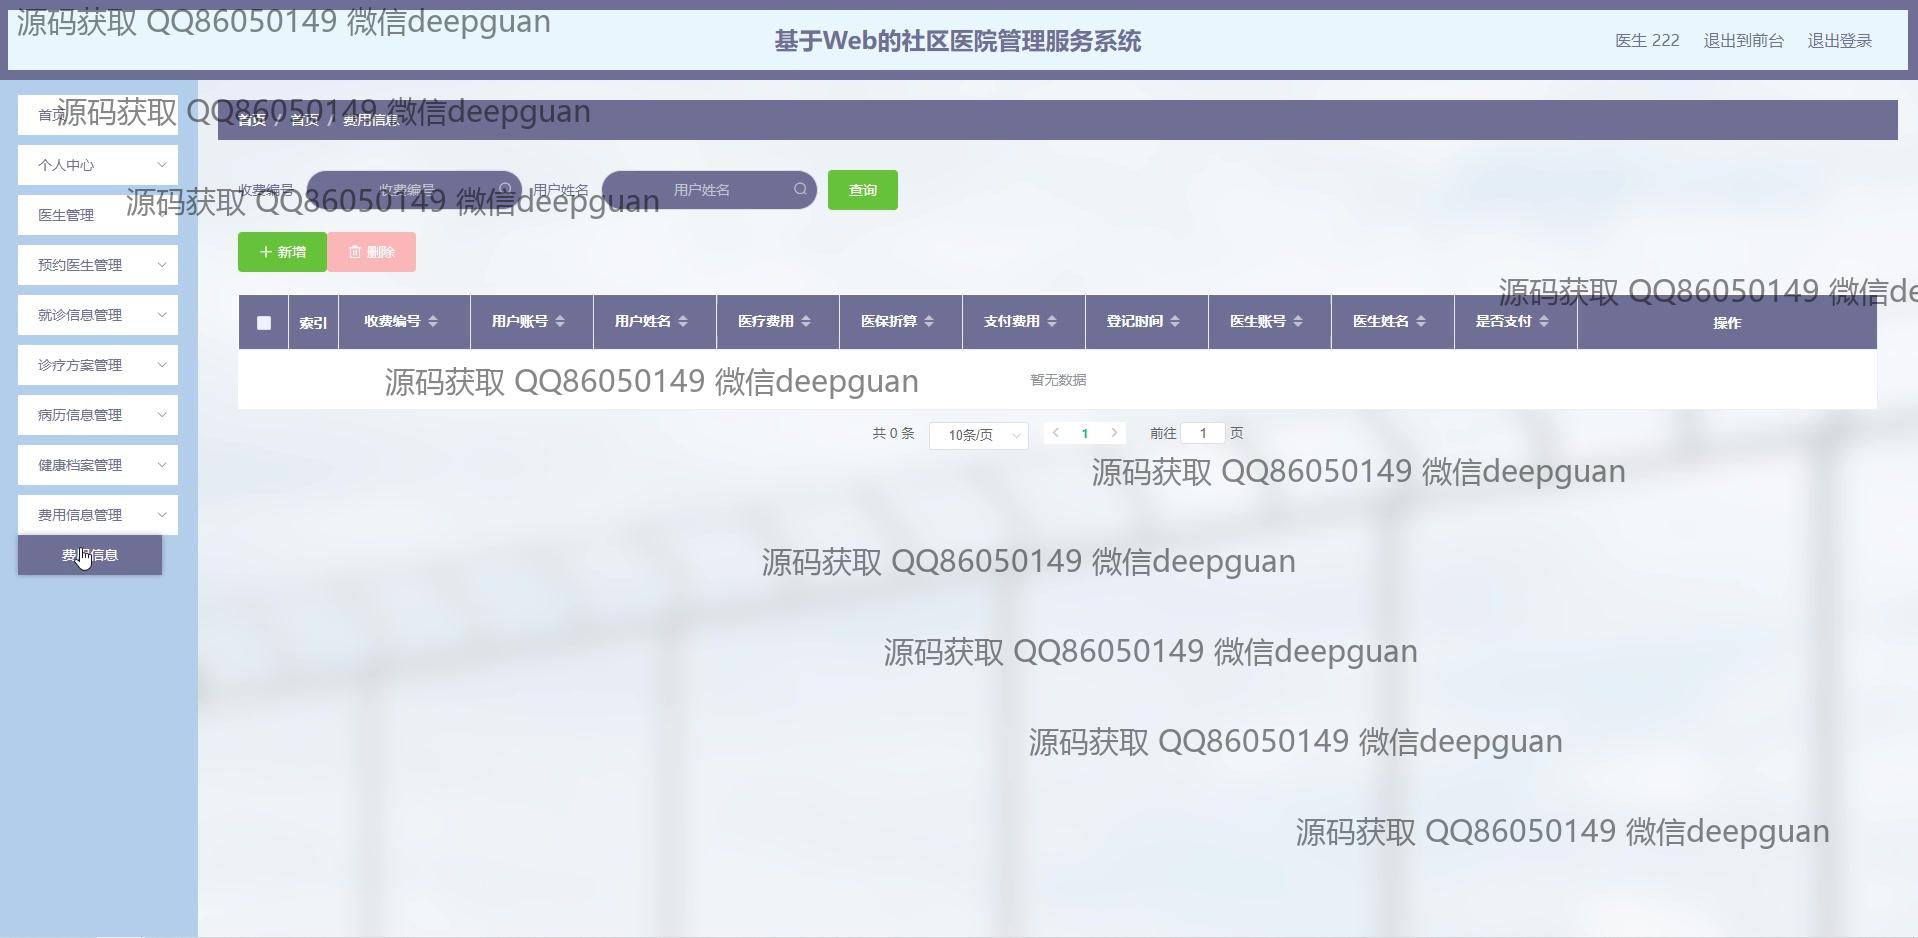 源码获取 QQ86050149 微信deepguan
基于Web的社区医院管理服务系统
医生 222 退出到前台 退出登录
首页
源码获取 QQ86050149 微信deepguan
首页 / 首页 / 费用信息
个人中心
收费编号 收费编号 用户姓名 用户姓名 查询
源码获取 QQ86050149 微信deepguan
医生管理
新增 删除
预约医生管理
源码获取 QQ86050149 微信de
就诊信息管理
索引 收费编号 用户账号 用户姓名 医疗费用 医保折算 支付费用 登记时间 医生账号 医生姓名 是否支付 操作
诊疗方案管理
源码获取 QQ86050149 微信deepguan
暂无数据
病历信息管理
共 0 条 10条/页 1 前往 1 页
健康档案管理
源码获取 QQ86050149 微信deepguan
费用信息管理
费用信息
源码获取 QQ86050149 微信deepguan
源码获取 QQ86050149 微信deepguan
源码获取 QQ86050149 微信deepguan
源码获取 QQ86050149 微信deepguan